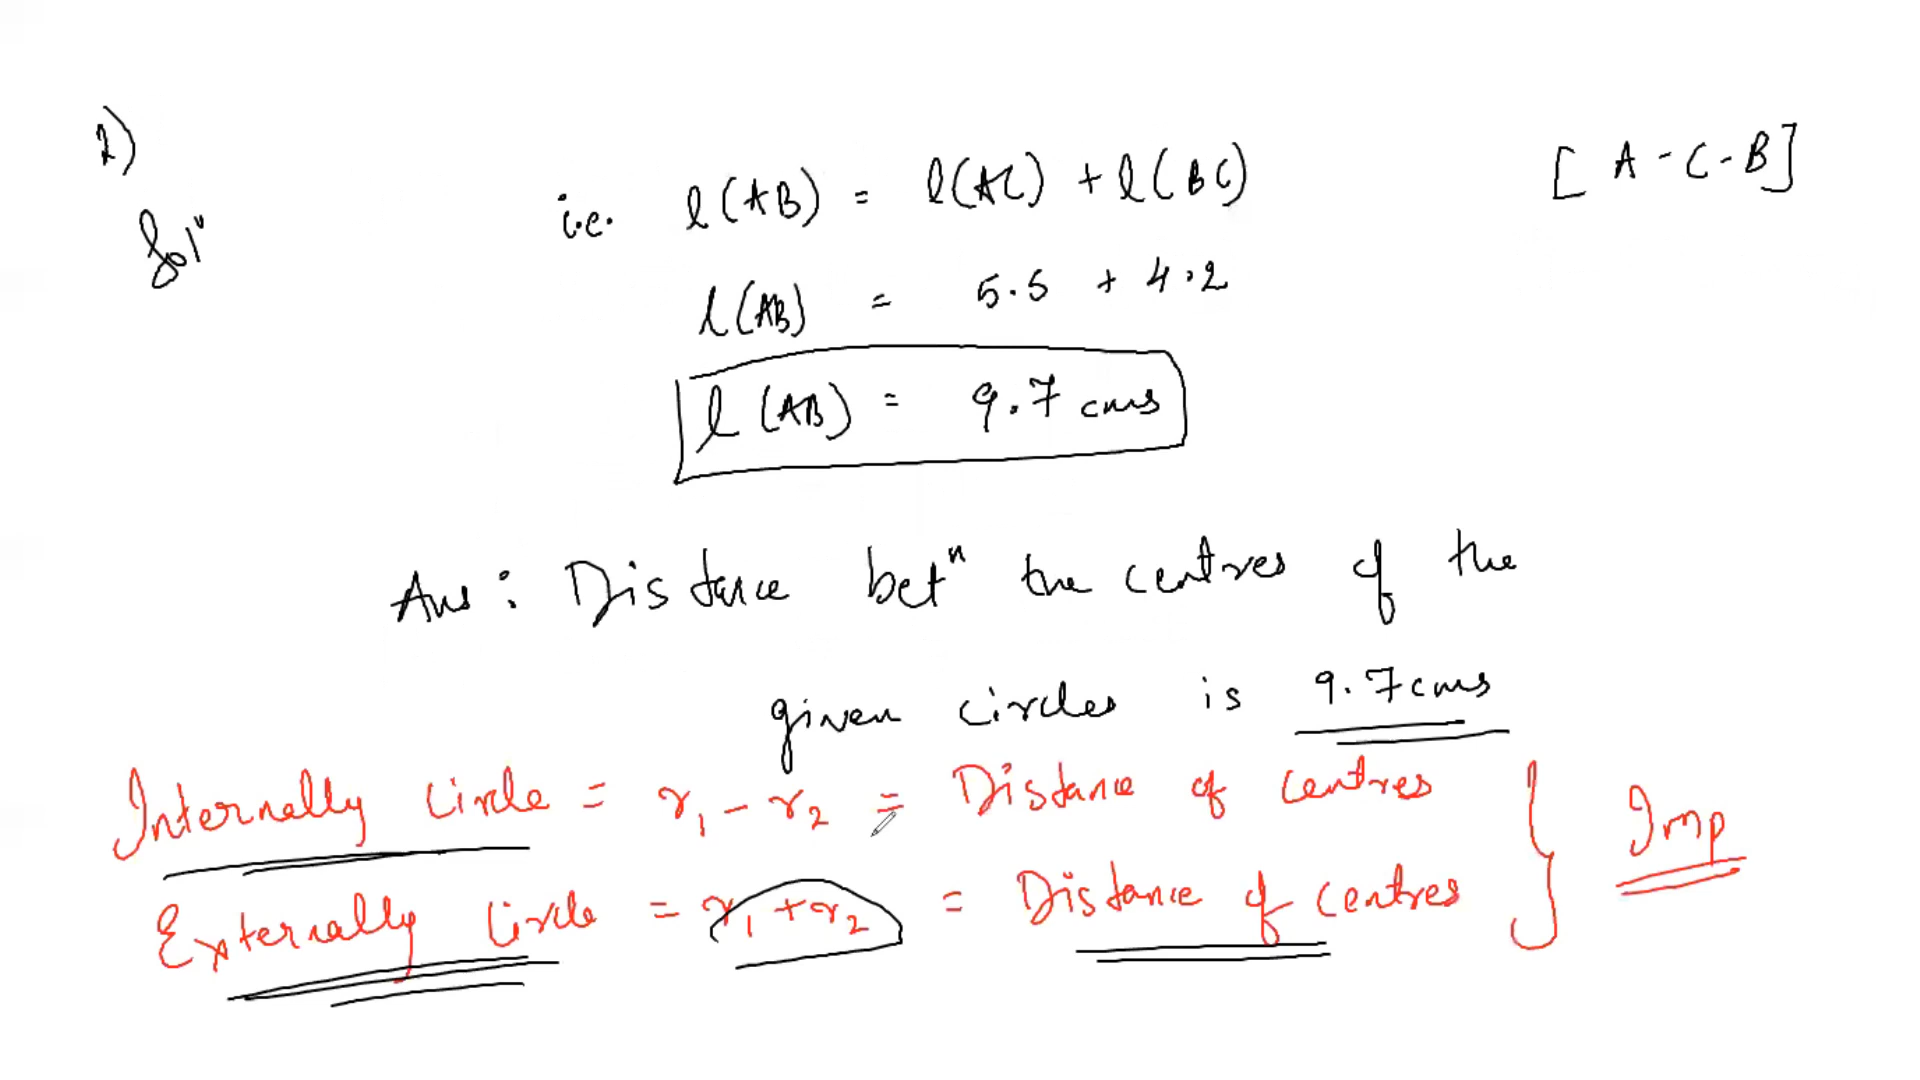 2)
Solⁿ
i.e. l(AB) = l(AC) + l(BC) [A-C-B]
l(AB) = 5.5 + 4.2
l(AB) = 9.7 cms
Ans: Distance betⁿ the centres of the
given circles is 9.7cms
Internally Circle = r₁ - r₂ = Distance of centres
Externally Circle = r₁ + r₂ = Distance of centres
Imp